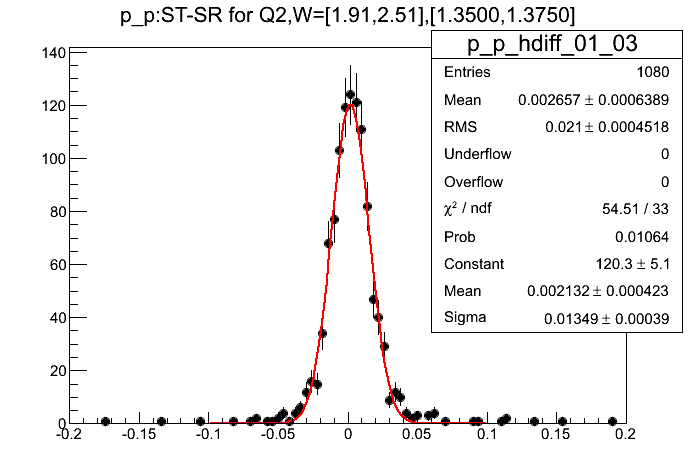 p_p:ST-SR for Q2,W=[1.91,2.51],[1.3500,1.3750]
p_p_hdiff_01_03
Entries 1080
Mean 0.002657 ± 0.0006389
RMS 0.021 ± 0.0004518
Underflow 0
Overflow 0
χ² / ndf 54.51 / 33
Prob 0.01064
Constant 120.3 ± 5.1
Mean 0.002132 ± 0.000423
Sigma 0.01349 ± 0.00039
140
120
100
80
60
40
20
0
-0.2 -0.15 -0.1 -0.05 0 0.05 0.1 0.15 0.2